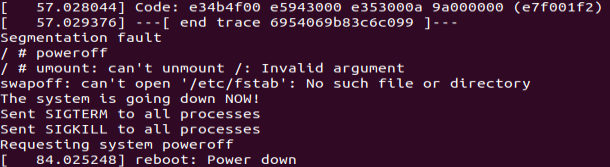 [   57.028044] Code: e34b4f00 e5943000 e353000a 9a000000 (e7f001f2)
[   57.029376] ---[ end trace 6954069b83c6c099 ]---
Segmentation fault
/ # poweroff
/ # umount: can't unmount /: Invalid argument
swapoff: can't open '/etc/fstab': No such file or directory
The system is going down NOW!
Sent SIGTERM to all processes
Sent SIGKILL to all processes
Requesting system poweroff
[   84.025248] reboot: Power down